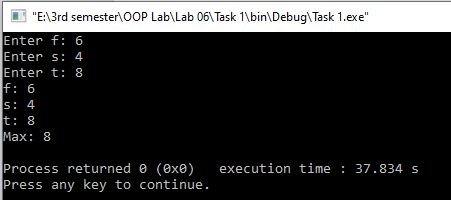 "E:\3rd semester\OOP Lab\Lab 06\Task 1\bin\Debug\Task 1.exe"
Enter f: 6
Enter s: 4
Enter t: 8
f: 6
s: 4
t: 8
Max: 8
Process returned 0 (0x0)   execution time : 37.834 s
Press any key to continue.